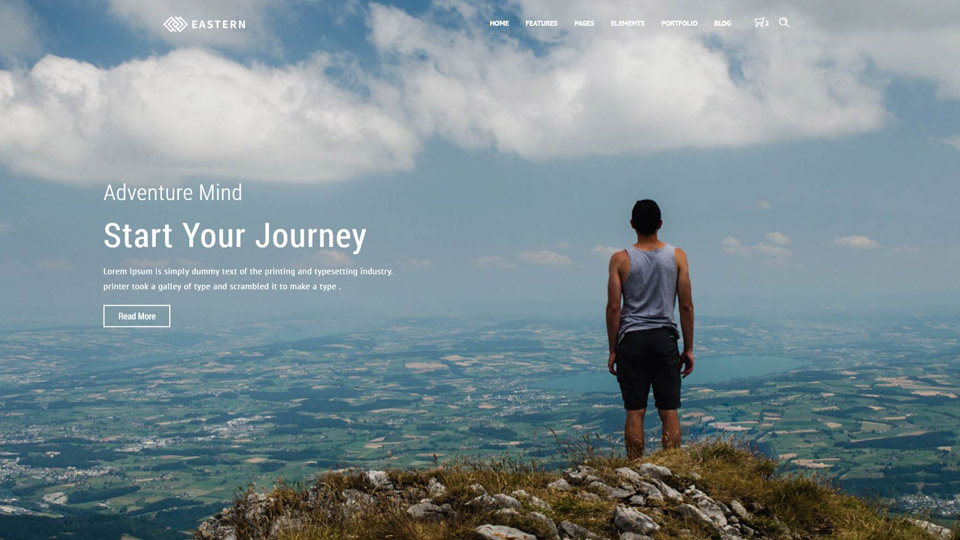 EASTERN
HOME FEATURES PAGES ELEMENTS PORTFOLIO BLOG 2
Adventure Mind
Start Your Journey
Lorem Ipsum is simply dummy text of the printing and typesetting industry.
printer took a galley of type and scrambled it to make a type .
Read More